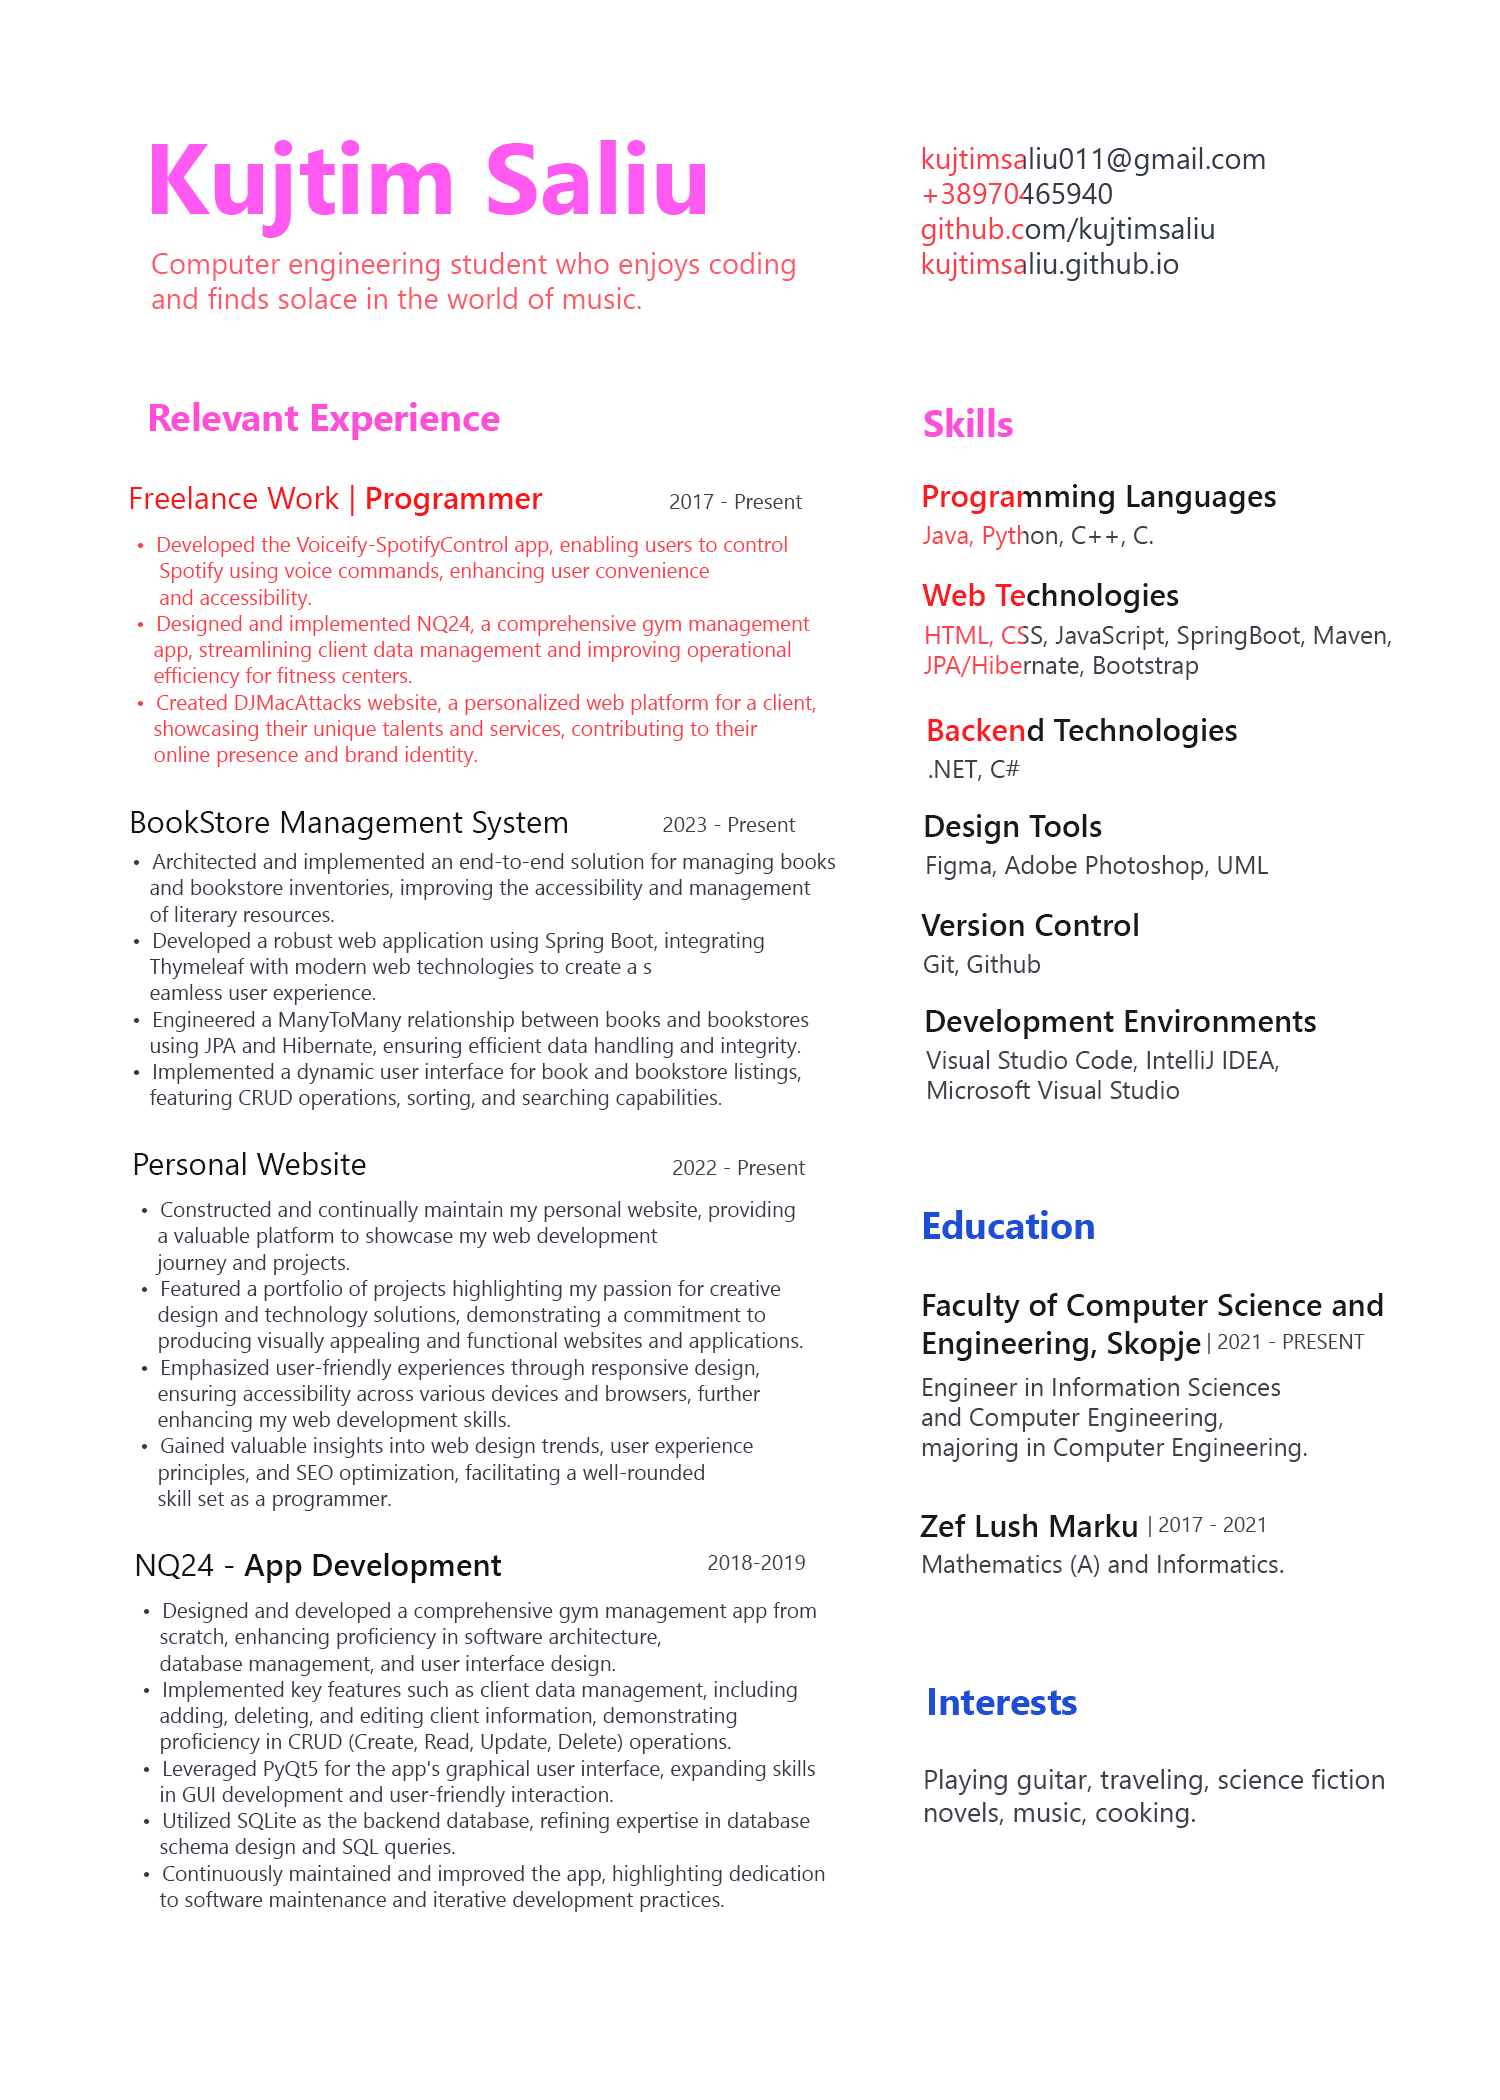 Kujtim Saliu
Computer engineering student who enjoys coding
and finds solace in the world of music.
kujtimsaliu011@gmail.com
+38970465940
github.com/kujtimsaliu
kujtimsaliu.github.io
Relevant Experience
Freelance Work | Programmer 2017 - Present
• Developed the Voiceify-SpotifyControl app, enabling users to control
Spotify using voice commands, enhancing user convenience
and accessibility.
• Designed and implemented NQ24, a comprehensive gym management
app, streamlining client data management and improving operational
efficiency for fitness centers.
• Created DJMacAttacks website, a personalized web platform for a client,
showcasing their unique talents and services, contributing to their
online presence and brand identity.
BookStore Management System 2023 - Present
• Architected and implemented an end-to-end solution for managing books
and bookstore inventories, improving the accessibility and management
of literary resources.
• Developed a robust web application using Spring Boot, integrating
Thymeleaf with modern web technologies to create a s
eamless user experience.
• Engineered a ManyToMany relationship between books and bookstores
using JPA and Hibernate, ensuring efficient data handling and integrity.
• Implemented a dynamic user interface for book and bookstore listings,
featuring CRUD operations, sorting, and searching capabilities.
Personal Website 2022 - Present
• Constructed and continually maintain my personal website, providing
a valuable platform to showcase my web development
journey and projects.
• Featured a portfolio of projects highlighting my passion for creative
design and technology solutions, demonstrating a commitment to
producing visually appealing and functional websites and applications.
• Emphasized user-friendly experiences through responsive design,
ensuring accessibility across various devices and browsers, further
enhancing my web development skills.
• Gained valuable insights into web design trends, user experience
principles, and SEO optimization, facilitating a well-rounded
skill set as a programmer.
NQ24 - App Development 2018-2019
• Designed and developed a comprehensive gym management app from
scratch, enhancing proficiency in software architecture,
database management, and user interface design.
• Implemented key features such as client data management, including
adding, deleting, and editing client information, demonstrating
proficiency in CRUD (Create, Read, Update, Delete) operations.
• Leveraged PyQt5 for the app's graphical user interface, expanding skills
in GUI development and user-friendly interaction.
• Utilized SQLite as the backend database, refining expertise in database
schema design and SQL queries.
• Continuously maintained and improved the app, highlighting dedication
to software maintenance and iterative development practices.
Skills
Programming Languages
Java, Python, C++, C.
Web Technologies
HTML, CSS, JavaScript, SpringBoot, Maven,
JPA/Hibernate, Bootstrap
Backend Technologies
.NET, C#
Design Tools
Figma, Adobe Photoshop, UML
Version Control
Git, Github
Development Environments
Visual Studio Code, IntelliJ IDEA,
Microsoft Visual Studio
Education
Faculty of Computer Science and
Engineering, Skopje | 2021 - PRESENT
Engineer in Information Sciences
and Computer Engineering,
majoring in Computer Engineering.
Zef Lush Marku | 2017 - 2021
Mathematics (A) and Informatics.
Interests
Playing guitar, traveling, science fiction
novels, music, cooking.